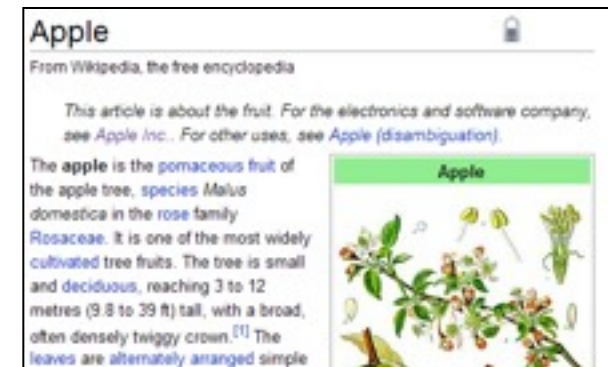 Apple
From Wikipedia, the free encyclopedia
This article is about the fruit. For the electronics and software company,
see Apple Inc.. For other uses, see Apple (disambiguation).
The apple is the pomaceous fruit of
the apple tree, species Malus
domestica in the rose family
Rosaceae. It is one of the most widely
cultivated tree fruits. The tree is small
and deciduous, reaching 3 to 12
metres (9.8 to 39 ft) tall, with a broad,
often densely twiggy crown.[1] The
leaves are alternately arranged simple
Apple